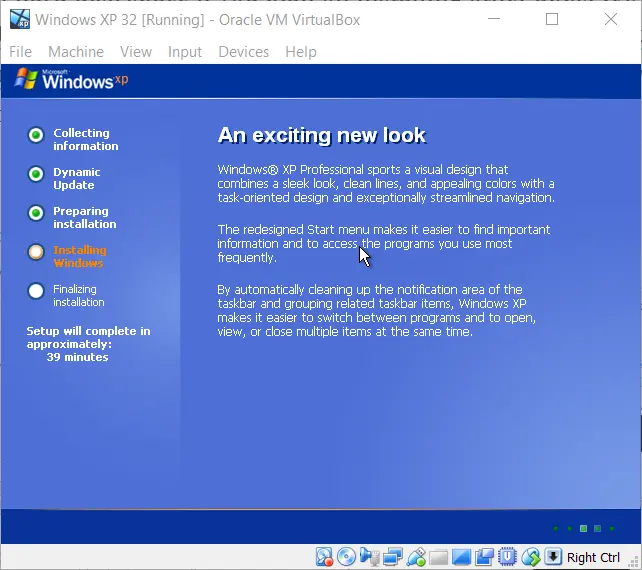 Windows XP 32 [Running] - Oracle VM VirtualBox
File Machine View Input Devices Help
Microsoft
Windows xp
Collecting
information
Dynamic
Update
Preparing
installation
Installing
Windows
Finalizing
installation
Setup will complete in
approximately:
39 minutes
An exciting new look
Windows® XP Professional sports a visual design that
combines a sleek look, clean lines, and appealing colors with a
task-oriented design and exceptionally streamlined navigation.
The redesigned Start menu makes it easier to find important
information and to access the programs you use most
frequently.
By automatically cleaning up the notification area of the
taskbar and grouping related taskbar items, Windows XP
makes it easier to switch between programs and to open,
view, or close multiple items at the same time.
Right Ctrl